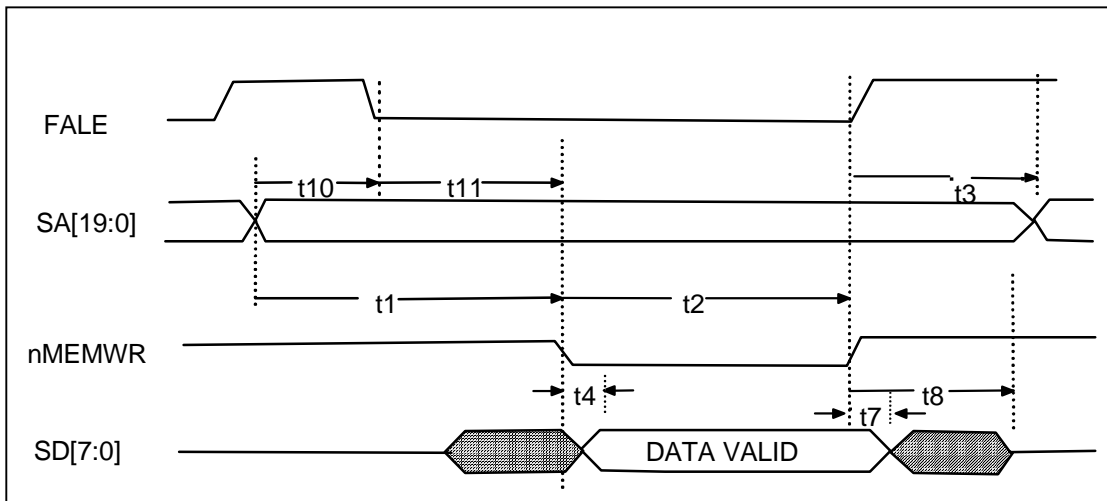 FALE
t10 t11 t3
SA[19:0]
t1 t2
nMEMWR
t4 t8
t7
SD[7:0] DATA VALID